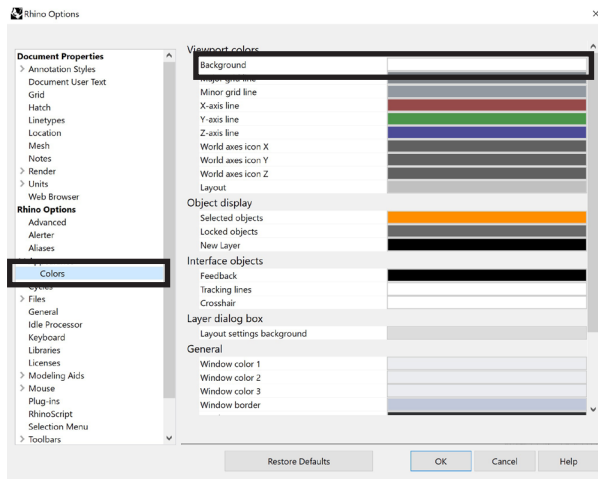 Rhino Options
Document Properties
Annotation Styles
Document User Text
Grid
Hatch
Linetypes
Location
Mesh
Notes
Render
Units
Web Browser
Rhino Options
Advanced
Alerter
Aliases
Colors
Cycles
Files
General
Idle Processor
Keyboard
Libraries
Licenses
Modeling Aids
Mouse
Plug-ins
RhinoScript
Selection Menu
Toolbars
Viewport colors
Background
Major grid line
Minor grid line
X-axis line
Y-axis line
Z-axis line
World axes icon X
World axes icon Y
World axes icon Z
Layout
Object display
Selected objects
Locked objects
New Layer
Interface objects
Feedback
Tracking lines
Crosshair
Layer dialog box
Layout settings background
General
Window color 1
Window color 2
Window color 3
Window border
Restore Defaults
OK
Cancel
Help